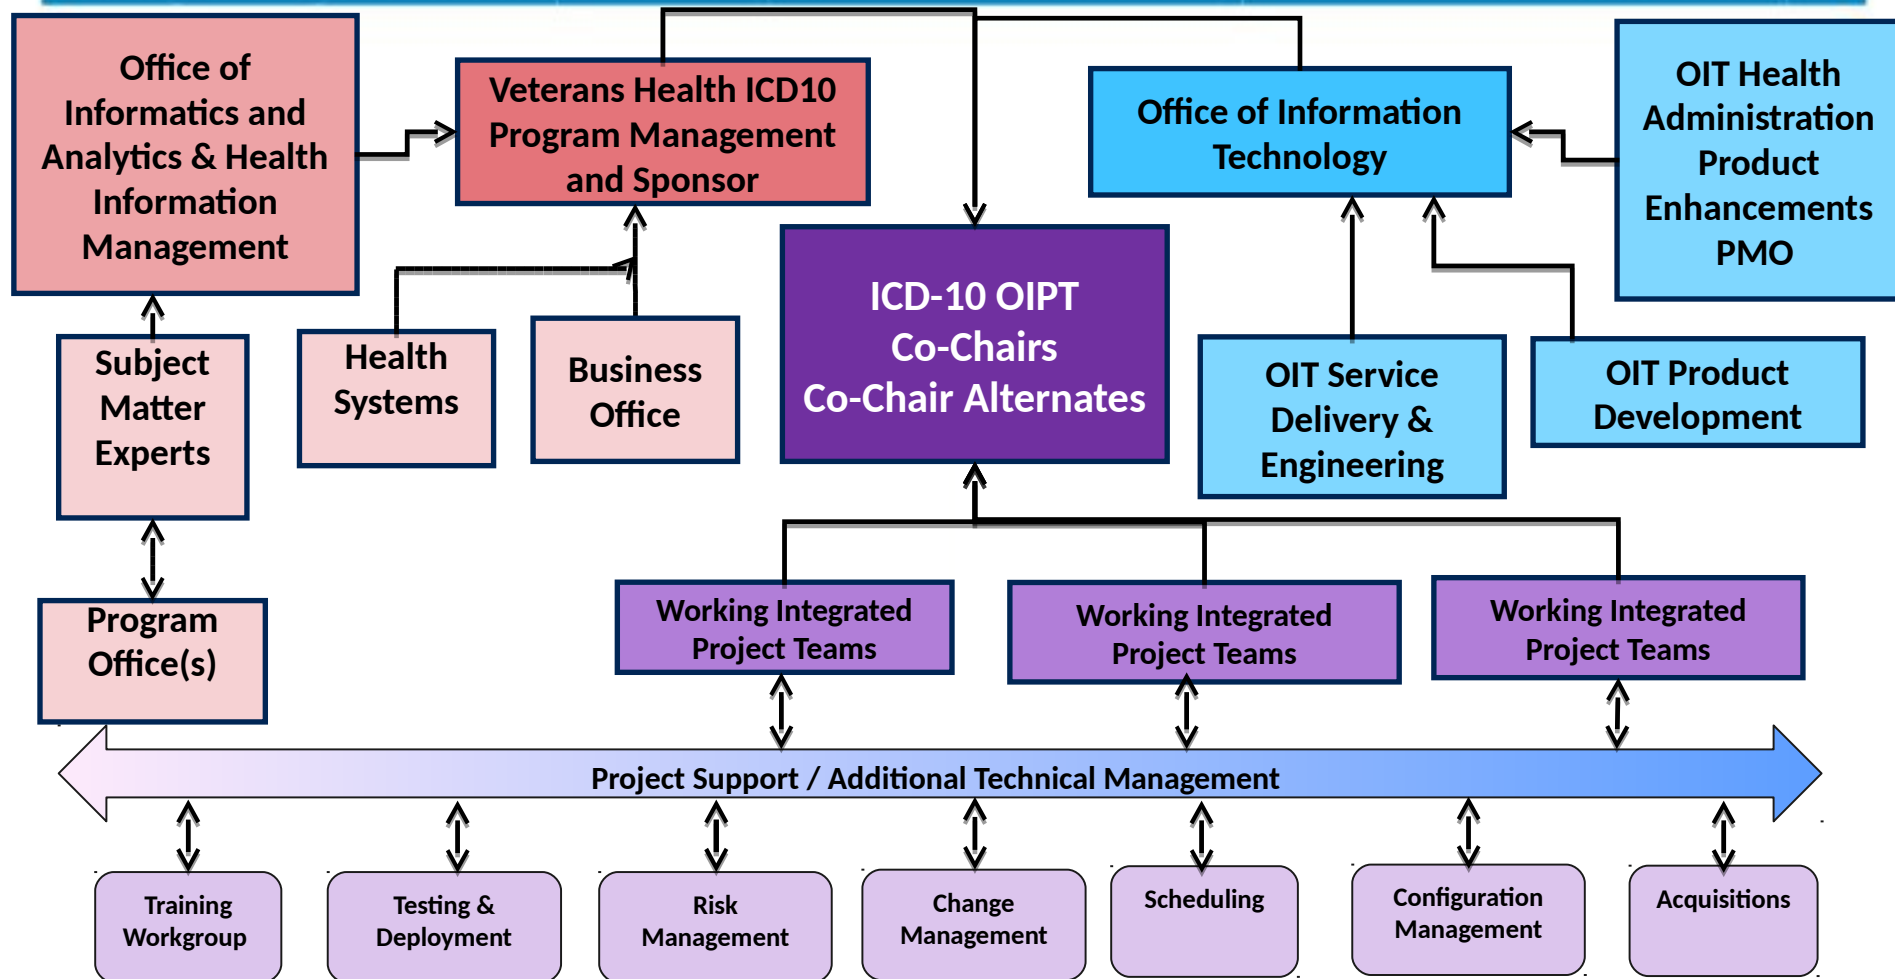 Office of
Informatics and
Analytics & Health
Information
Management
Veterans Health ICD10
Program Management
and Sponsor
Office of Information
Technology
OIT Health
Administration
Product
Enhancements
PMO
ICD-10 OIPT
Co-Chairs
Co-Chair Alternates
Subject
Matter
Experts
Health
Systems
Business
Office
OIT Service
Delivery &
Engineering
OIT Product
Development
Program
Office(s)
Working Integrated
Project Teams
Working Integrated
Project Teams
Working Integrated
Project Teams
Project Support / Additional Technical Management
Training
Workgroup
Testing &
Deployment
Risk
Management
Change
Management
Scheduling
Configuration
Management
Acquisitions